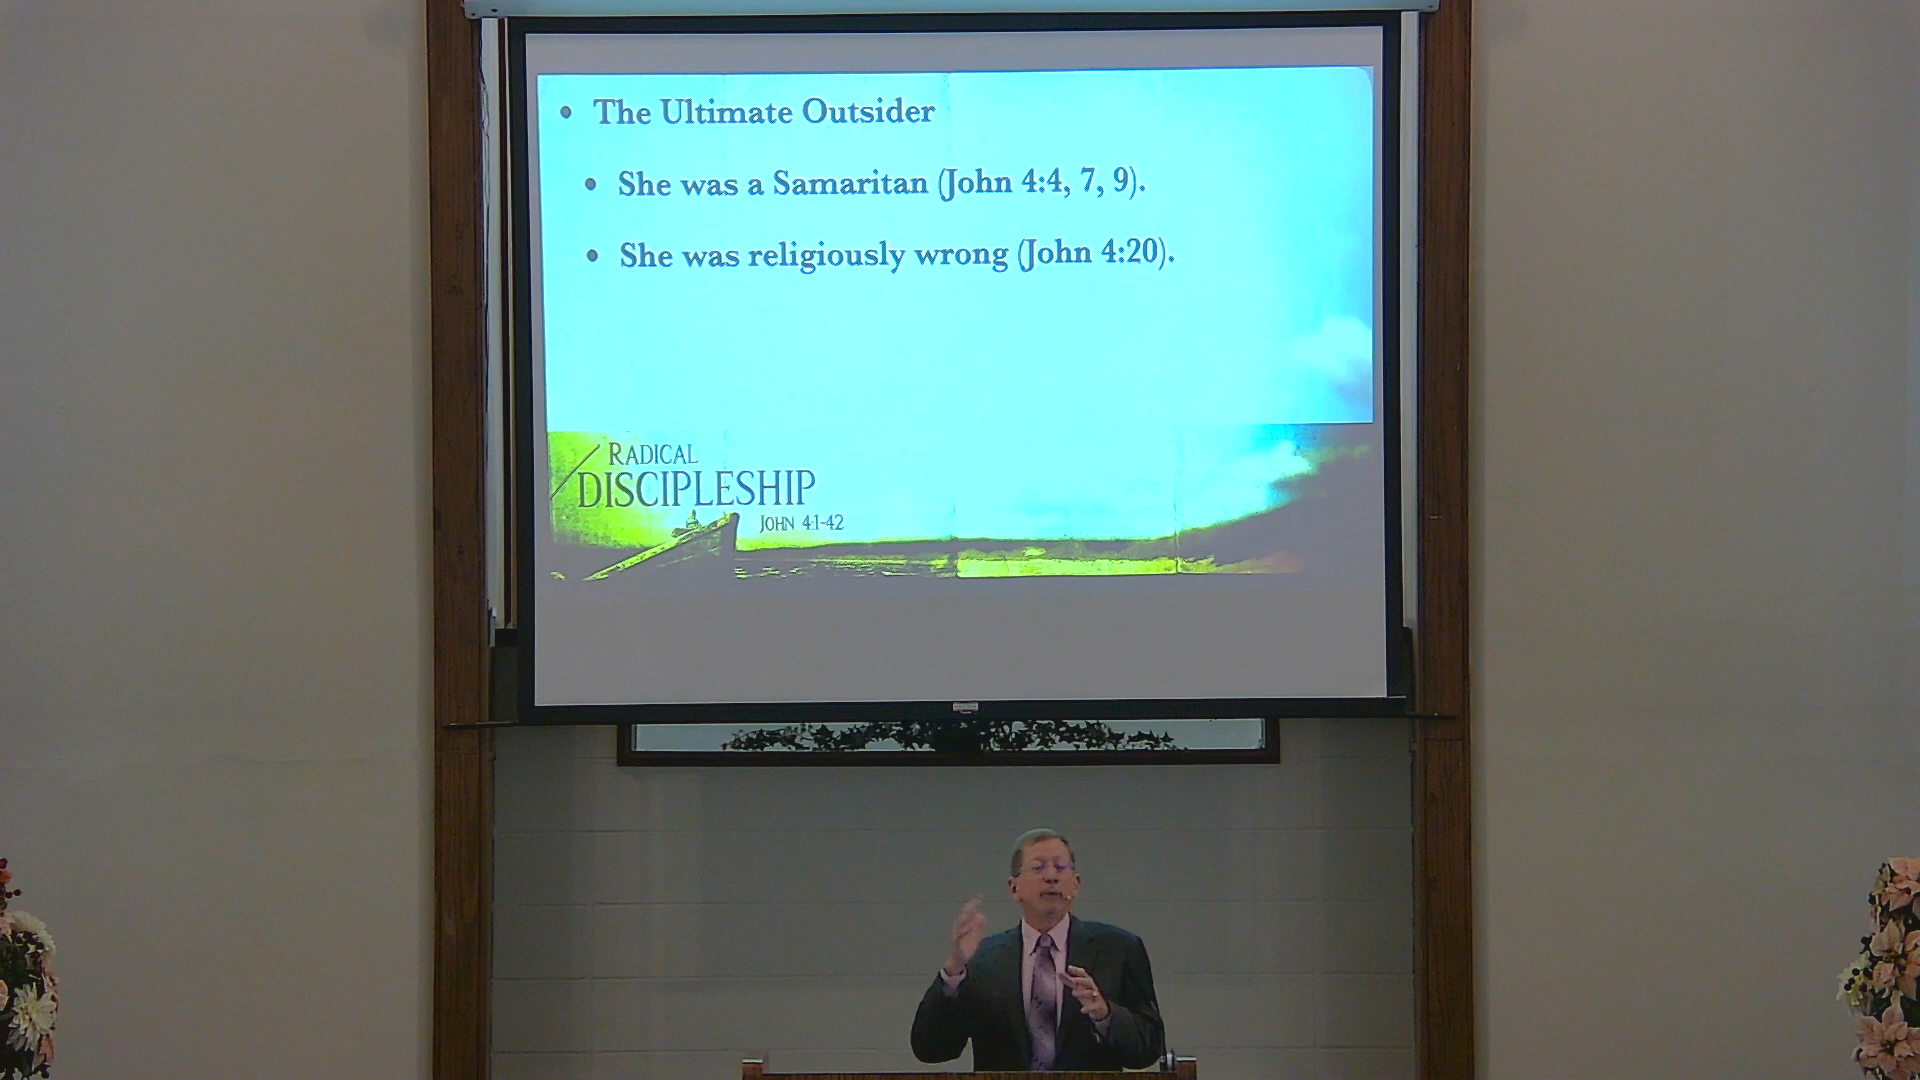 • The Ultimate Outsider
• She was a Samaritan (John 4:4, 7, 9).
• She was religiously wrong (John 4:20).
RADICAL
DISCIPLESHIP
JOHN 4:1-42